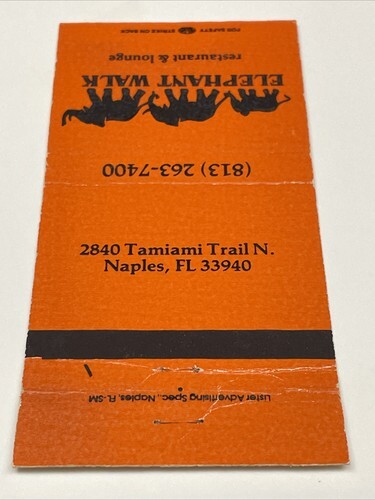 FOR SAFETY STRIKE ON BACK
ELEPHANT WALK
restaurant & lounge
(813) 263-7400
2840 Tamiami Trail N.
Naples, FL 33940
Lister Advertising Spec., Naples, FL-SM